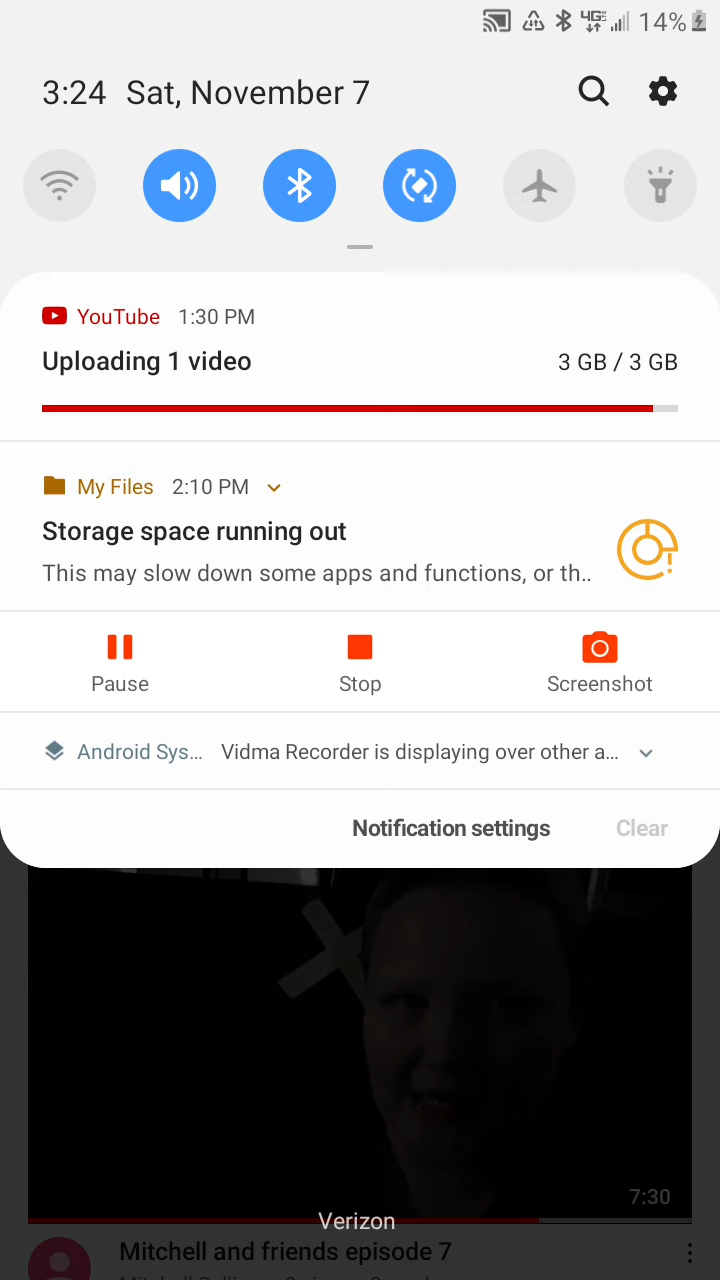 4G 14%
3:24 Sat, November 7
YouTube 1:30 PM
Uploading 1 video 3 GB / 3 GB
My Files 2:10 PM
Storage space running out
This may slow down some apps and functions, or th..
Pause Stop Screenshot
Android Sys... Vidma Recorder is displaying over other a...
Notification settings Clear
7:30
Verizon
Mitchell and friends episode 7